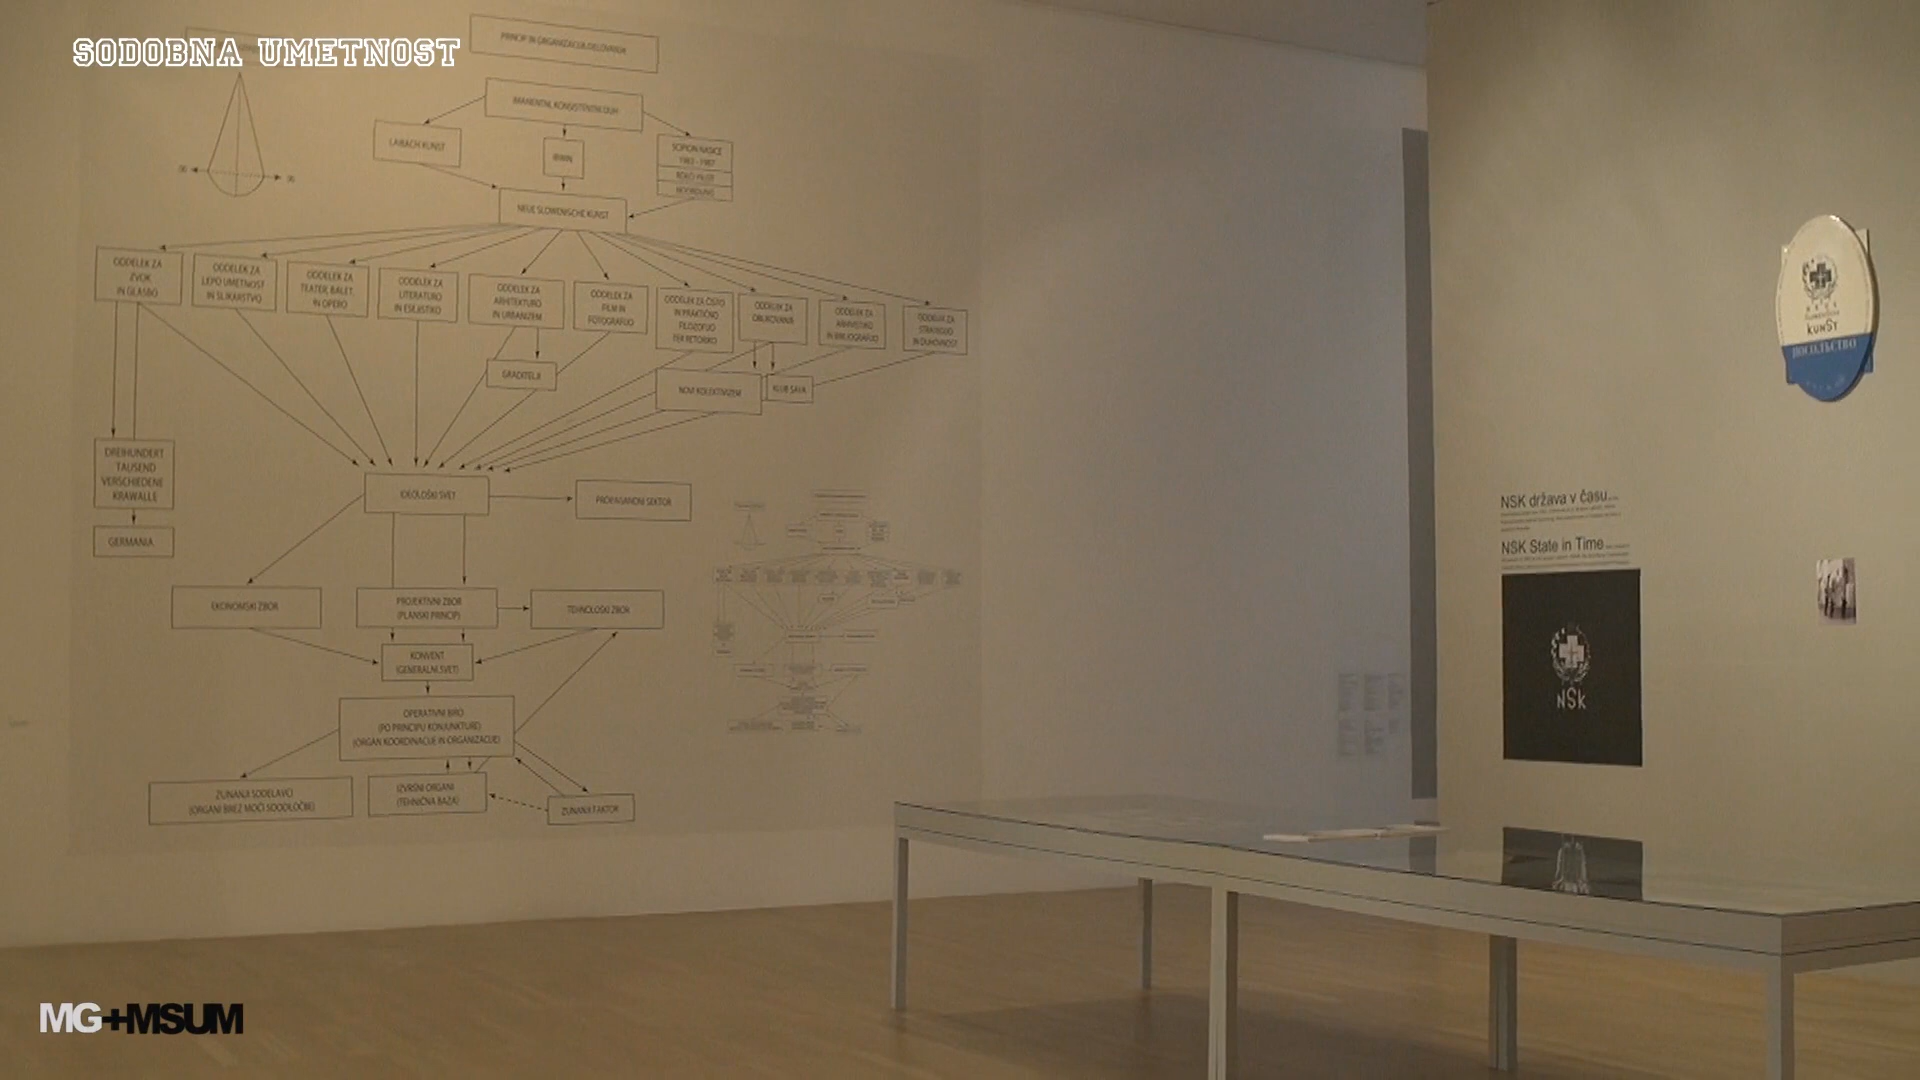 SODOBNA UMETNOST
PRINCIP IN ORGANIZACIJA DELOVANJA
IMANENTNI, KONSISTENTNI DUH
LAIBACH KUNST
IRWIN
SCIPION NASICE
1983 - 1987
NOORDUNG
NEUE SLOWENISCHE KUNST
ODDELEK ZA
ZVOK
IN GLASBO
ODDELEK ZA
LEPO UMETNOST
IN SLIKARSTVO
ODDELEK ZA
TEATER, BALET
IN OPERO
ODDELEK ZA
LITERATURO
IN ESEJISTIKO
ODDELEK ZA
ARHITEKTURO
IN URBANIZEM
ODDELEK ZA
FILM IN
FOTOGRAFIJO
ODDELEK ZA ČISTO
IN PRAKTIČNO
FILOZOFIJO
TER RETORIKO
ODDELEK ZA
OBLIKOVANJE
ODDELEK ZA
ARHIVISTIKO
IN BIBLIOGRAFIJO
ODDELEK ZA
IN DUHOVNOST
GRADITELJI
NOVI KOLEKTIVIZEM
KLUB SAVA
DREIHUNDERT
TAUSEND
VERSCHIEDENE
KRAWALLE
GERMANIA
IDEOLOŠKI SVET
PROPAGANDNI SEKTOR
EKONOMSKI ZBOR
PROJEKTIVNI ZBOR
(PLANSKI PRINCIP)
TEHNOLOŠKI ZBOR
KONVENT
(GENERALNI SVET)
OPERATIVNI BIRO
(PO PRINCIPU KONJUNKTURE)
(ORGAN KOORDINACIJE IN ORGANIZACIJE)
ZUNANJI SODELAVCI
(ORGANI BREZ MOČI SOODLOČBE)
IZVRŠNI ORGANI
(TEHNIČNA BAZA)
ZUNANJI FAKTOR
KUNST
ПОСОЛЬСТВО
NSK država v času
NSK State in Time
NSK
MG+MSUM